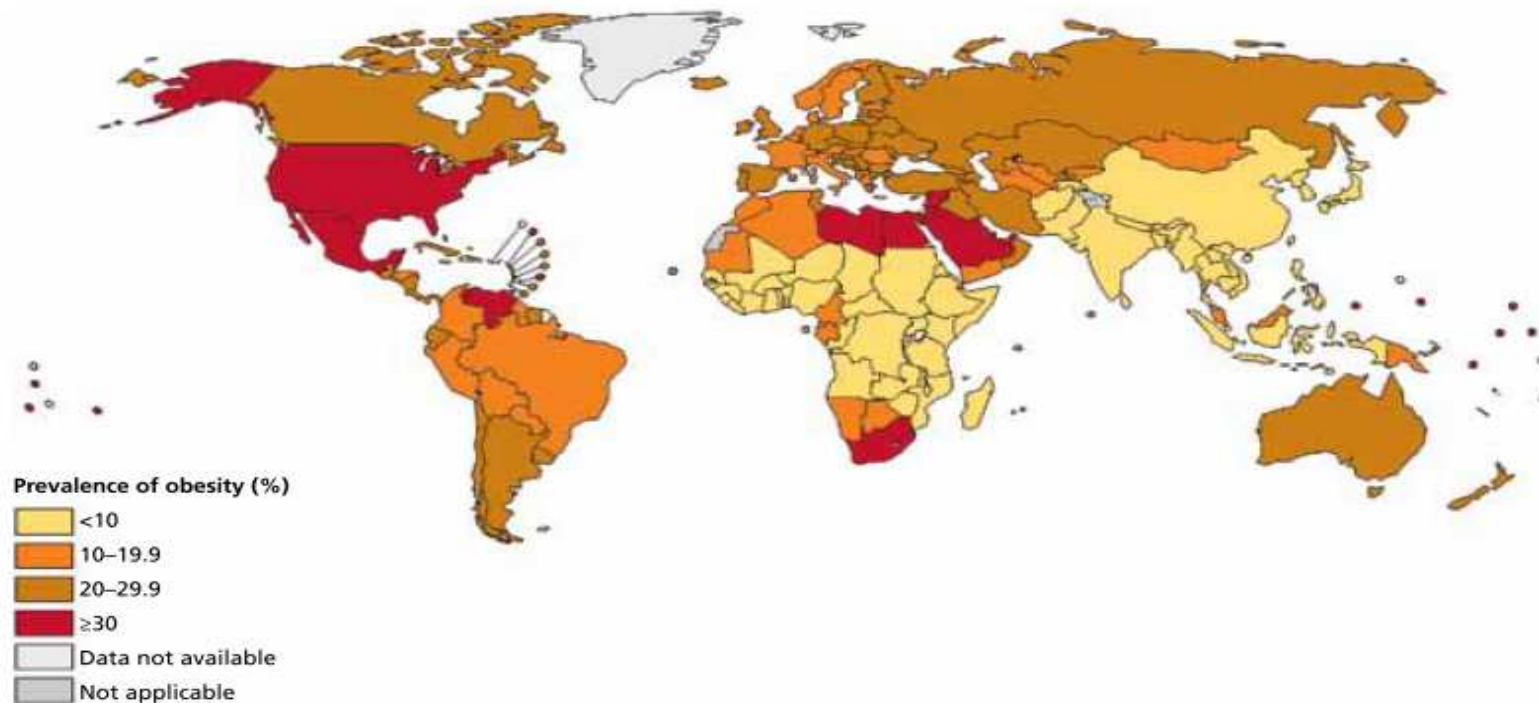 Prevalence of obesity (%)
<10
10–19.9
20–29.9
≥30
Data not available
Not applicable